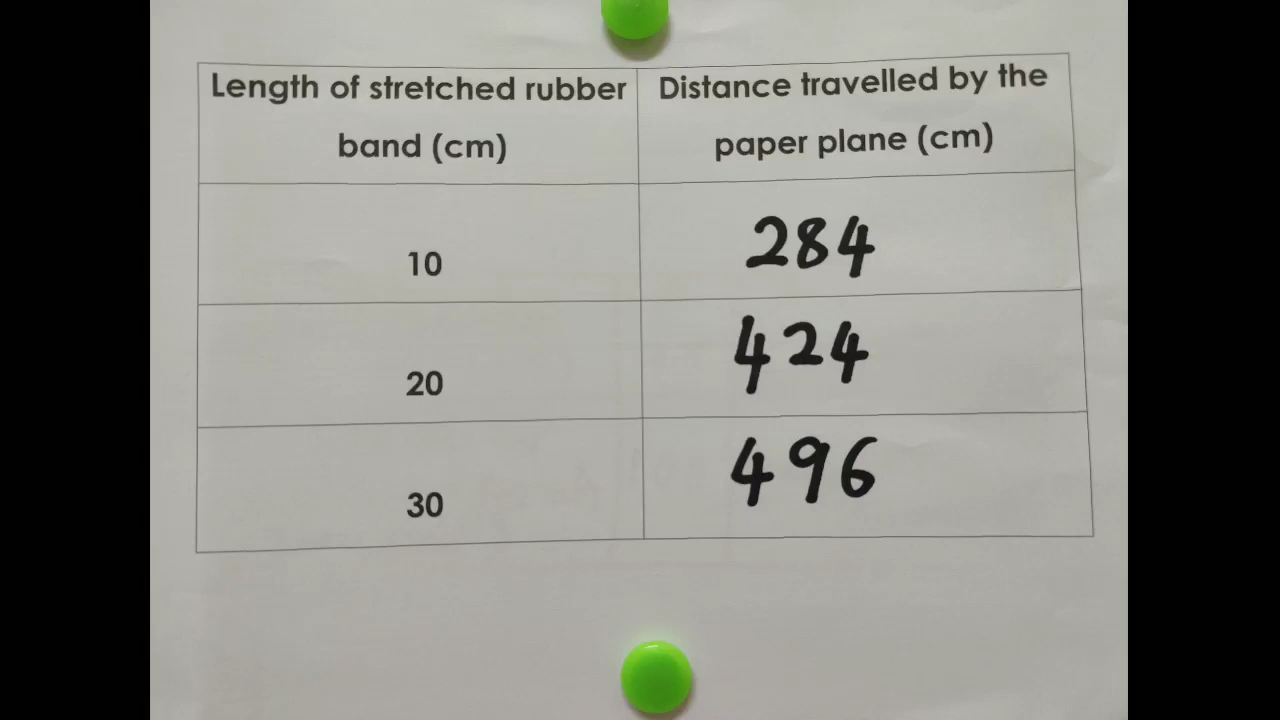 Length of stretched rubber
band (cm)
Distance travelled by the
paper plane (cm)
10
284
20
424
30
496